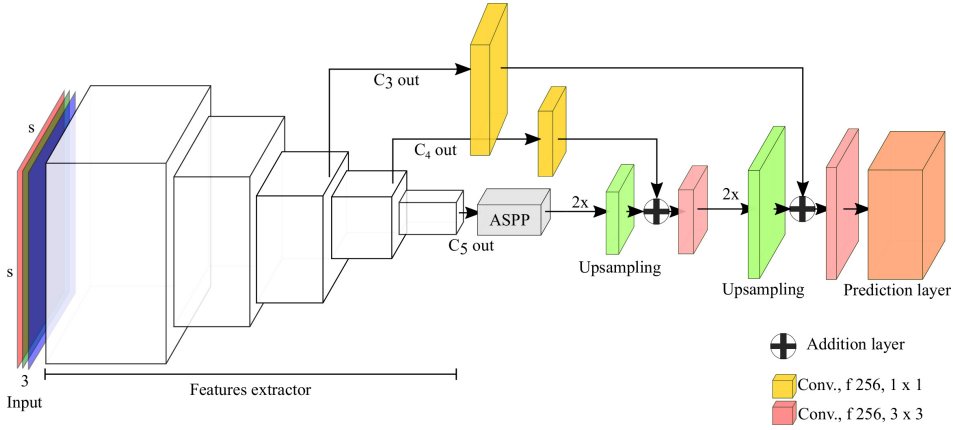 C3 out
s
C4 out
2x
2x
ASPP
s
C5 out
Upsampling
Upsampling
Prediction layer
3
Input
Features extractor
Addition layer
Conv., f 256, 1 x 1
Conv., f 256, 3 x 3